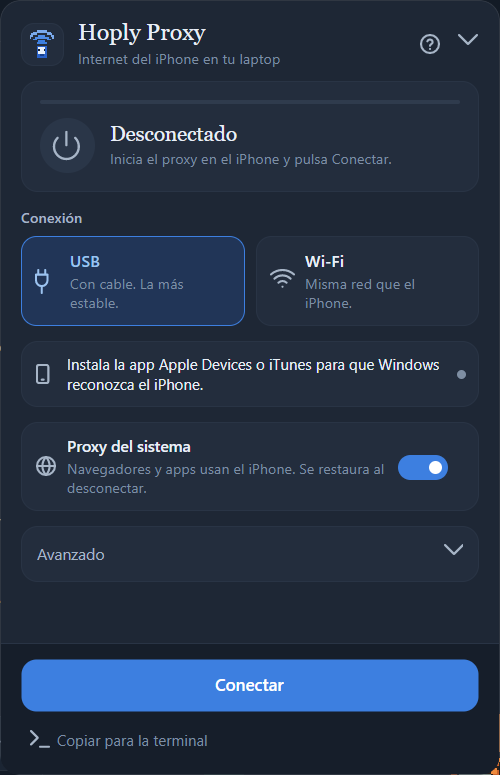 Hoply Proxy
Internet del iPhone en tu laptop
Desconectado
Inicia el proxy en el iPhone y pulsa Conectar.
Conexión
USB
Con cable. La más
estable.
Wi-Fi
Misma red que el
iPhone.
Instala la app Apple Devices o iTunes para que Windows
reconozca el iPhone.
Proxy del sistema
Navegadores y apps usan el iPhone. Se restaura al
desconectar.
Avanzado
Conectar
Copiar para la terminal